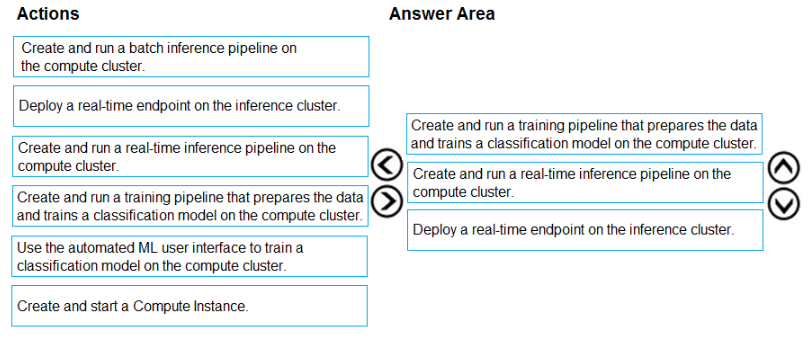 Actions
Create and run a batch inference pipeline on
the compute cluster.
Deploy a real-time endpoint on the inference cluster.
Create and run a real-time inference pipeline on the
compute cluster.
Create and run a training pipeline that prepares the data
and trains a classification model on the compute cluster.
Use the automated ML user interface to train a
classification model on the compute cluster.
Create and start a Compute Instance.
Answer Area
Create and run a training pipeline that prepares the data
and trains a classification model on the compute cluster.
Create and run a real-time inference pipeline on the
compute cluster.
Deploy a real-time endpoint on the inference cluster.